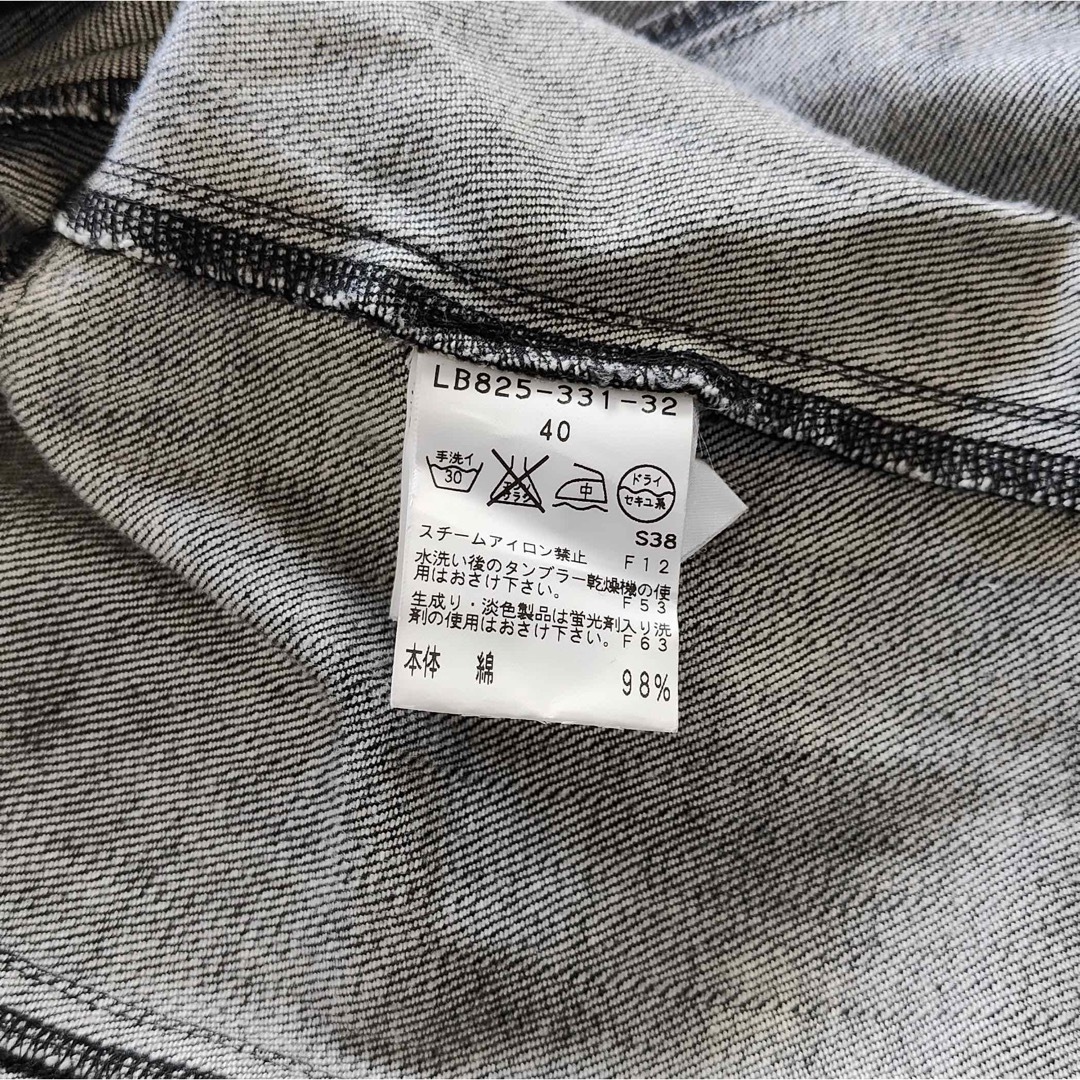 LB825-331-32
40
手洗イ
30
中
ドライ
セキユ系
S38
スチームアイロン禁止 F12
水洗い後のタンブラー乾燥機の使
用はおさけ下さい。 F53
生成り・淡色製品は蛍光剤入り洗
剤の使用はおさけ下さい。F63
本体 綿 98%